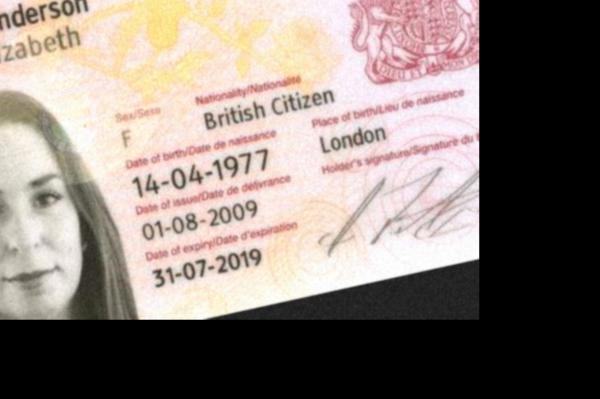 nderson
izabeth
Nationality/Nationalité
Sex/Sexe
British Citizen
F
Place of birth/Lieu de naissance
Date of birth/Date de naissance
London
14-04-1977
Holder's signature/Signature du
Date of issue/Date de délivrance
01-08-2009
Date of expiry/Date d'expiration
31-07-2019